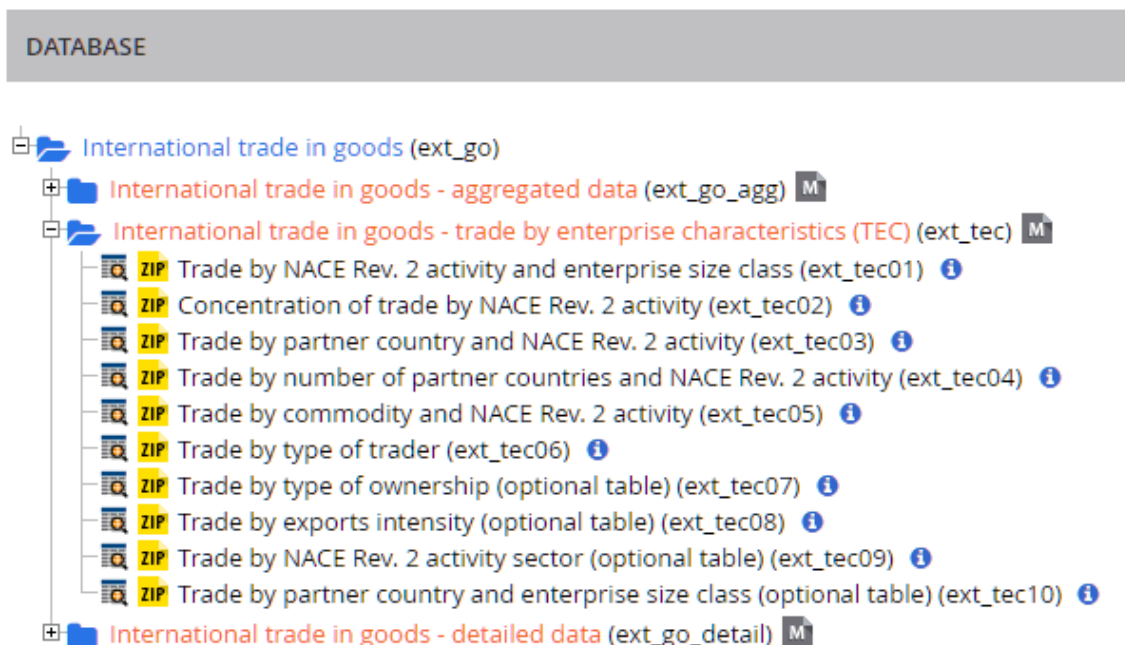 DATABASE
International trade in goods (ext_go)
International trade in goods - aggregated data (ext_go_agg) M
International trade in goods - trade by enterprise characteristics (TEC) (ext_tec) M
ZIP Trade by NACE Rev. 2 activity and enterprise size class (ext_tec01) i
ZIP Concentration of trade by NACE Rev. 2 activity (ext_tec02) i
ZIP Trade by partner country and NACE Rev. 2 activity (ext_tec03) i
ZIP Trade by number of partner countries and NACE Rev. 2 activity (ext_tec04) i
ZIP Trade by commodity and NACE Rev. 2 activity (ext_tec05) i
ZIP Trade by type of trader (ext_tec06) i
ZIP Trade by type of ownership (optional table) (ext_tec07) i
ZIP Trade by exports intensity (optional table) (ext_tec08) i
ZIP Trade by NACE Rev. 2 activity sector (optional table) (ext_tec09) i
ZIP Trade by partner country and enterprise size class (optional table) (ext_tec10) i
International trade in goods - detailed data (ext_go_detail) M